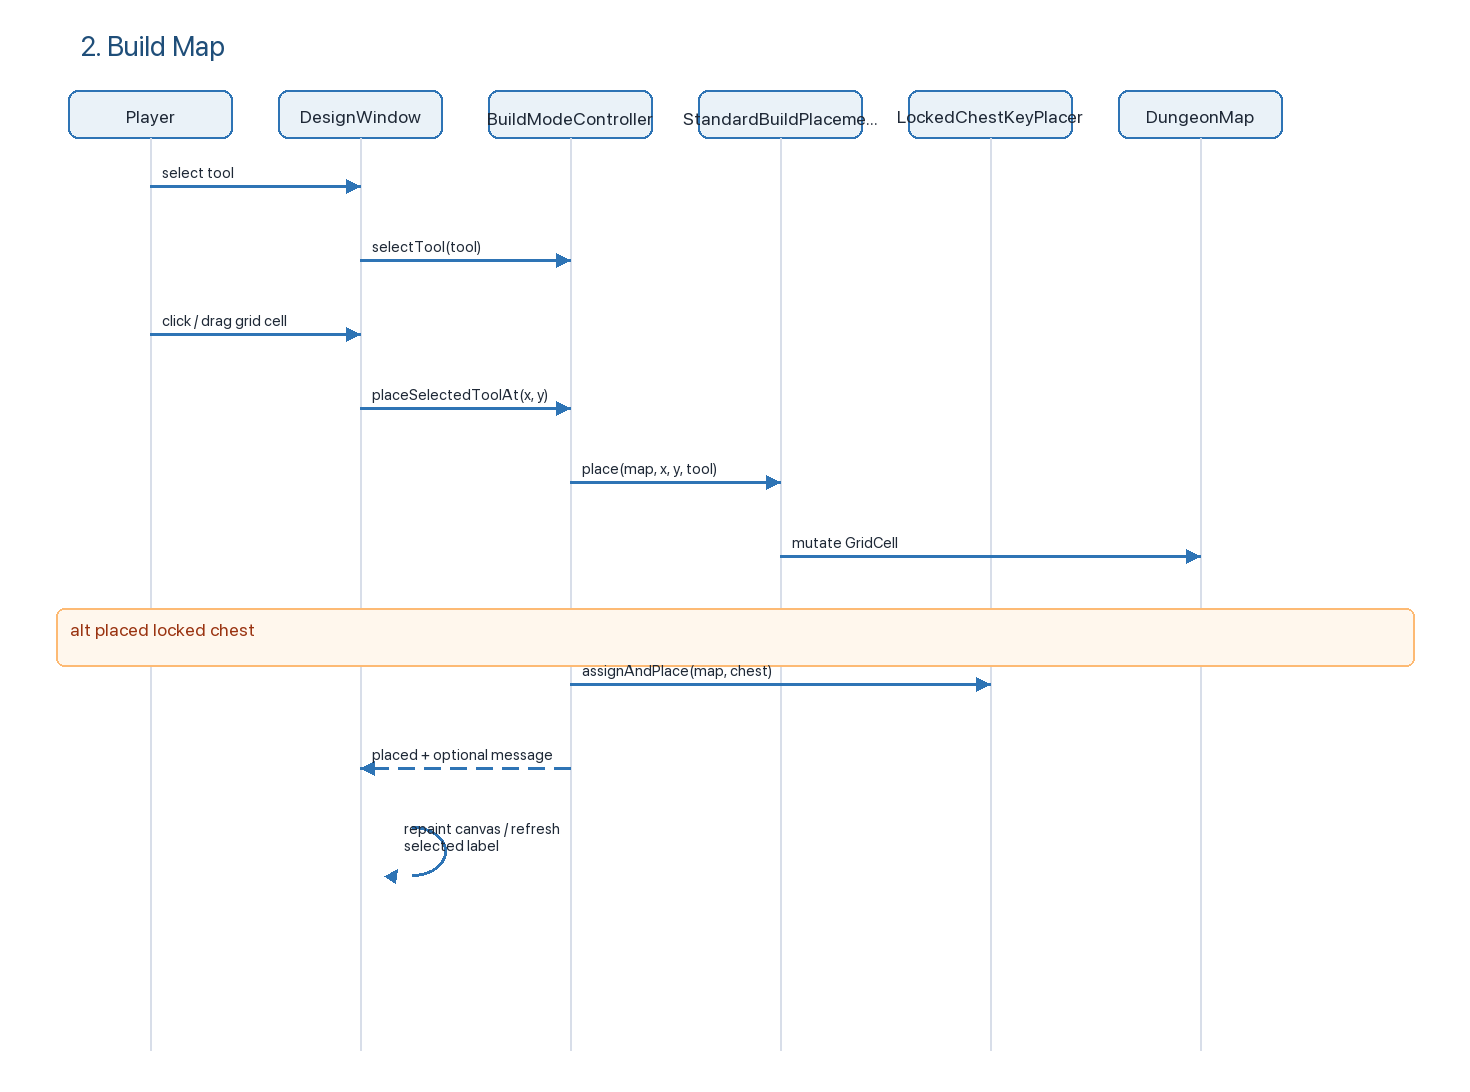 2. Build Map
Player
DesignWindow
BuildModeController
StandardBuildPlaceme...
LockedChestKeyPlacer
DungeonMap
select tool
selectTool(tool)
click / drag grid cell
placeSelectedToolAt(x, y)
place(map, x, y, tool)
mutate GridCell
alt placed locked chest
assignAndPlace(map, chest)
placed + optional message
repaint canvas / refresh
selected label